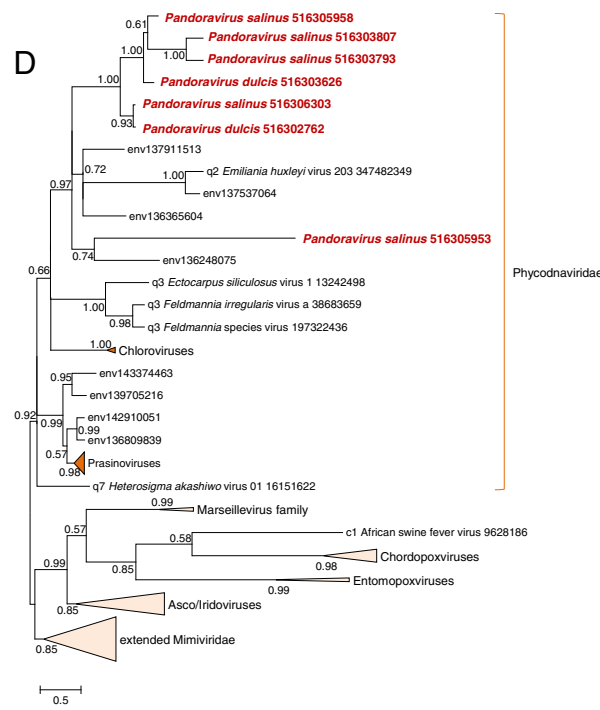 D
0.61
Pandoravirus salinus 516305958
Pandoravirus salinus 516303807
1.00
1.00
Pandoravirus salinus 516303793
1.00
Pandoravirus dulcis 516303626
Pandoravirus salinus 516306303
0.93
Pandoravirus dulcis 516302762
env137911513
0.72
q2 Emiliania huxleyi virus 203 347482349
1.00
0.97
env137537064
env136365604
Pandoravirus salinus 516305953
0.74
env136248075
0.66
Phycodnaviridae
q3 Ectocarpus siliculosus virus 1 13242498
1.00
q3 Feldmannia irregularis virus a 38683659
0.98
q3 Feldmannia species virus 197322436
1.00
Chloroviruses
0.95
env143374463
env139705216
0.92
0.99
env142910051
0.99
env136809839
0.57
Prasinoviruses
0.98
q7 Heterosigma akashiwo virus 01 16151622
0.99
Marseillevirus family
0.57
c1 African swine fever virus 9628186
0.58
Chordopoxviruses
0.99
0.85
0.98
Entomopoxviruses
0.99
Asco/Iridoviruses
0.85
extended Mimiviridae
0.85
0.5